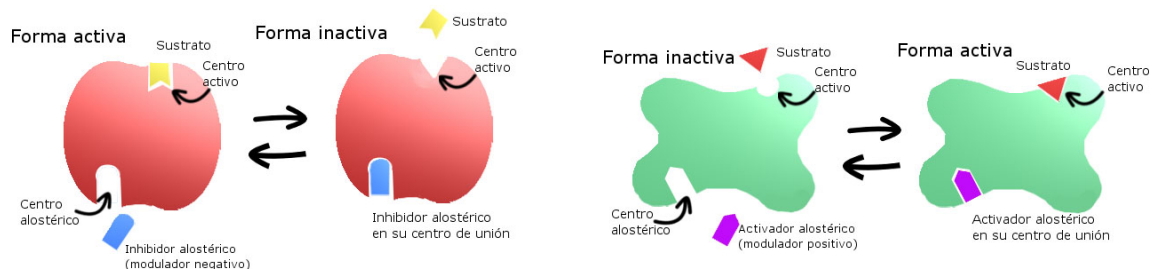 Forma activa
Sustrato
Centro
activo
Centro
alostérico
Inhibidor alostérico
(modulador negativo)
Forma inactiva
Sustrato
Centro
activo
Inhibidor alostérico
en su centro de unión
Forma inactiva
Sustrato
Centro
activo
Centro
alostérico
Activador alostérico
(modulador positivo)
Forma activa
Sustrato
Centro
activo
Activador alostérico
en su centro de unión